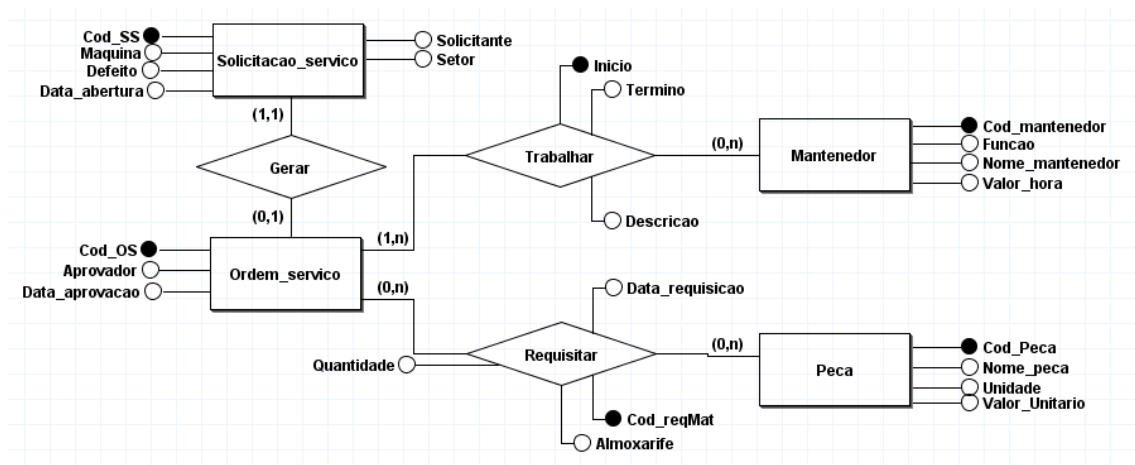 Cod_SS
Maquina
Defeito
Data_abertura
Solicitacao_servico
Solicitante
Setor
(1,1)
Gerar
(0,1)
Cod_OS
Aprovador
Data_aprovacao
Ordem_servico
(1,n)
(0,n)
Inicio
Termino
Trabalhar
Descricao
(0,n)
Mantenedor
Cod_mantenedor
Funcao
Nome_mantenedor
Valor_hora
Data_requisicao
Requisitar
Quantidade
Cod_reqMat
Almoxarife
(0,n)
Peca
Cod_Peca
Nome_peca
Unidade
Valor_Unitario